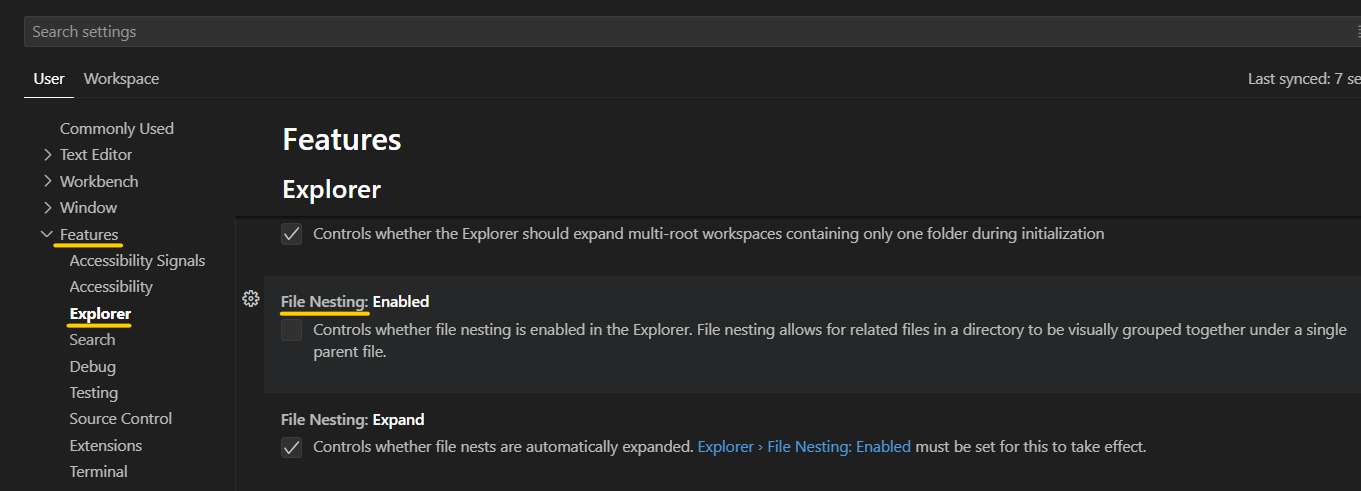 Search settings
User Workspace
Last synced: 7 se
Commonly Used
Text Editor
Workbench
Window
Features
Accessibility Signals
Accessibility
Explorer
Search
Debug
Testing
Source Control
Extensions
Terminal
Features
Explorer
Controls whether the Explorer should expand multi-root workspaces containing only one folder during initialization
File Nesting: Enabled
Controls whether file nesting is enabled in the Explorer. File nesting allows for related files in a directory to be visually grouped together under a single
parent file.
File Nesting: Expand
Controls whether file nests are automatically expanded. Explorer › File Nesting: Enabled must be set for this to take effect.